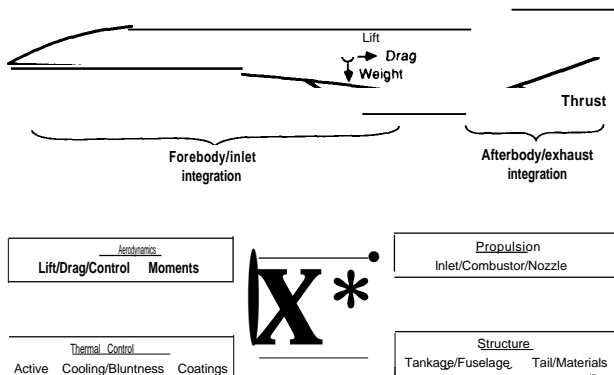 Lift
Drag
Weight
Thrust
Forebody/inlet
integration
Afterbody/exhaust
integration
Aerodynamics
Lift/Drag/Control Moments
Propulsion
Inlet/Combustor/Nozzle
X*
Thermal Control
Active Cooling/Bluntness Coatings
Structure
Tankage/Fuselage Tail/Materials